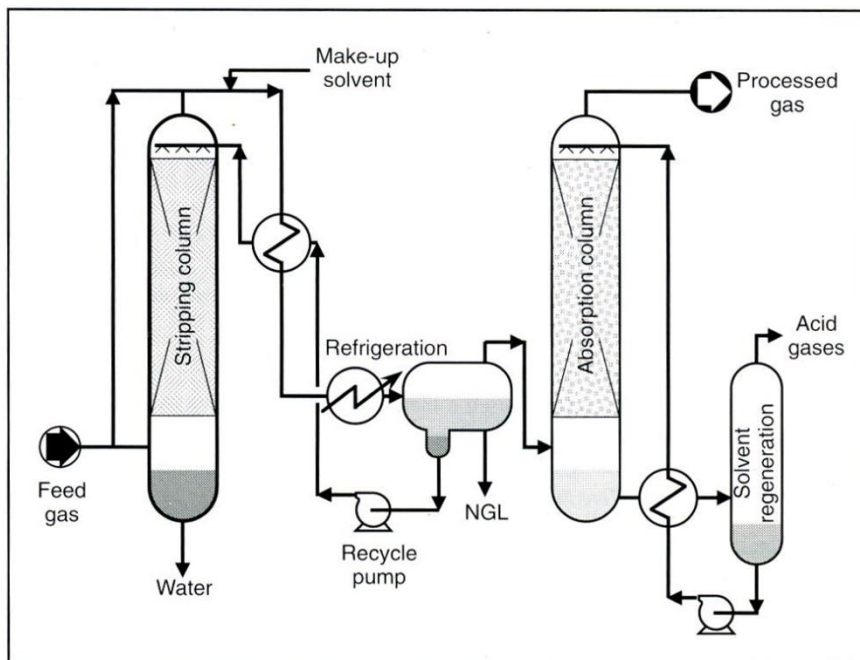 Make-up
solvent
Processed
gas
Stripping column
Absorption column
Refrigeration
Acid
gases
Solvent
regeneration
Feed
gas
NGL
Recycle
pump
Water